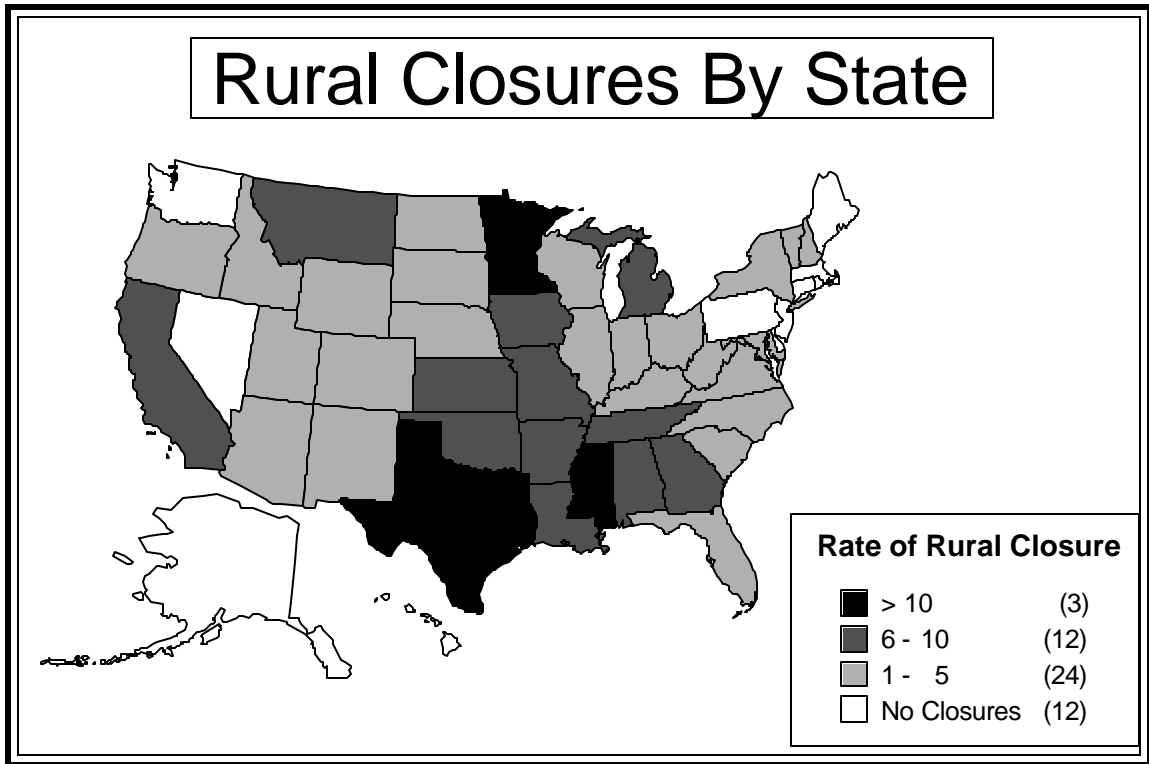 Rural Closures By State
Rate of Rural Closure
> 10 (3)
6 - 10 (12)
1 - 5 (24)
No Closures (12)